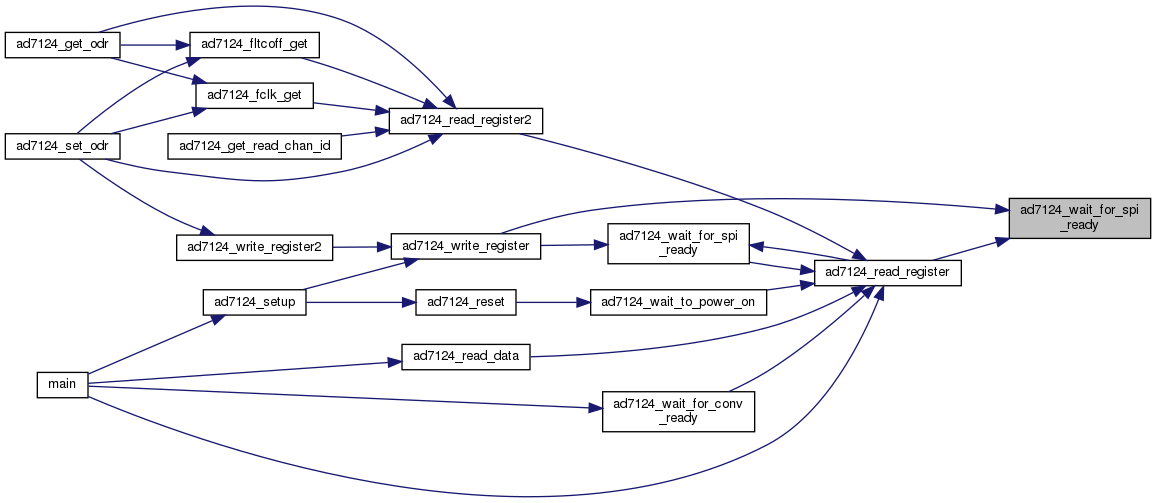 ad7124_get_odr
ad7124_fltcoff_get
ad7124_fclk_get
ad7124_read_register2
ad7124_set_odr
ad7124_get_read_chan_id
ad7124_wait_for_spi
_ready
ad7124_write_register2
ad7124_write_register
ad7124_wait_for_spi
_ready
ad7124_read_register
ad7124_setup
ad7124_reset
ad7124_wait_to_power_on
ad7124_read_data
main
ad7124_wait_for_conv
_ready